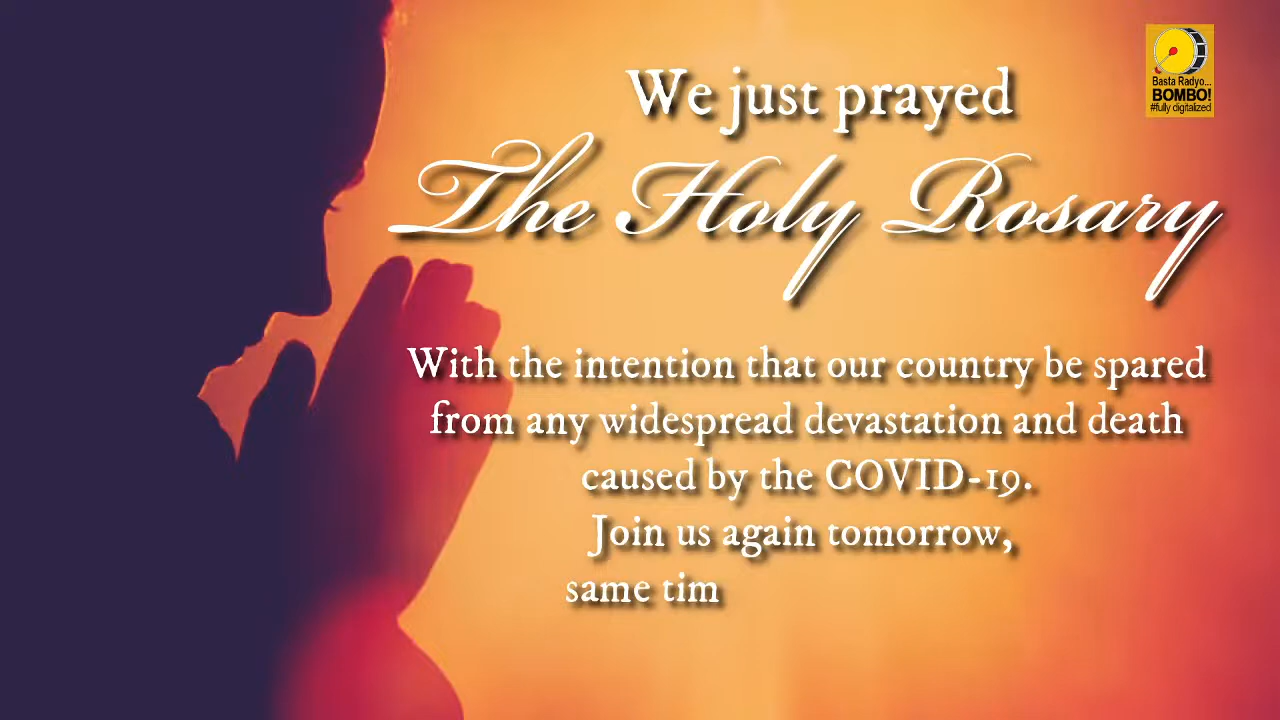 We just prayed
The Holy Rosary
With the intention that our country be spared
from any widespread devastation and death
caused by the COVID-19.
Join us again tomorrow,
same tim
Basta Radyo...
BOMBO!
#fully digitalized